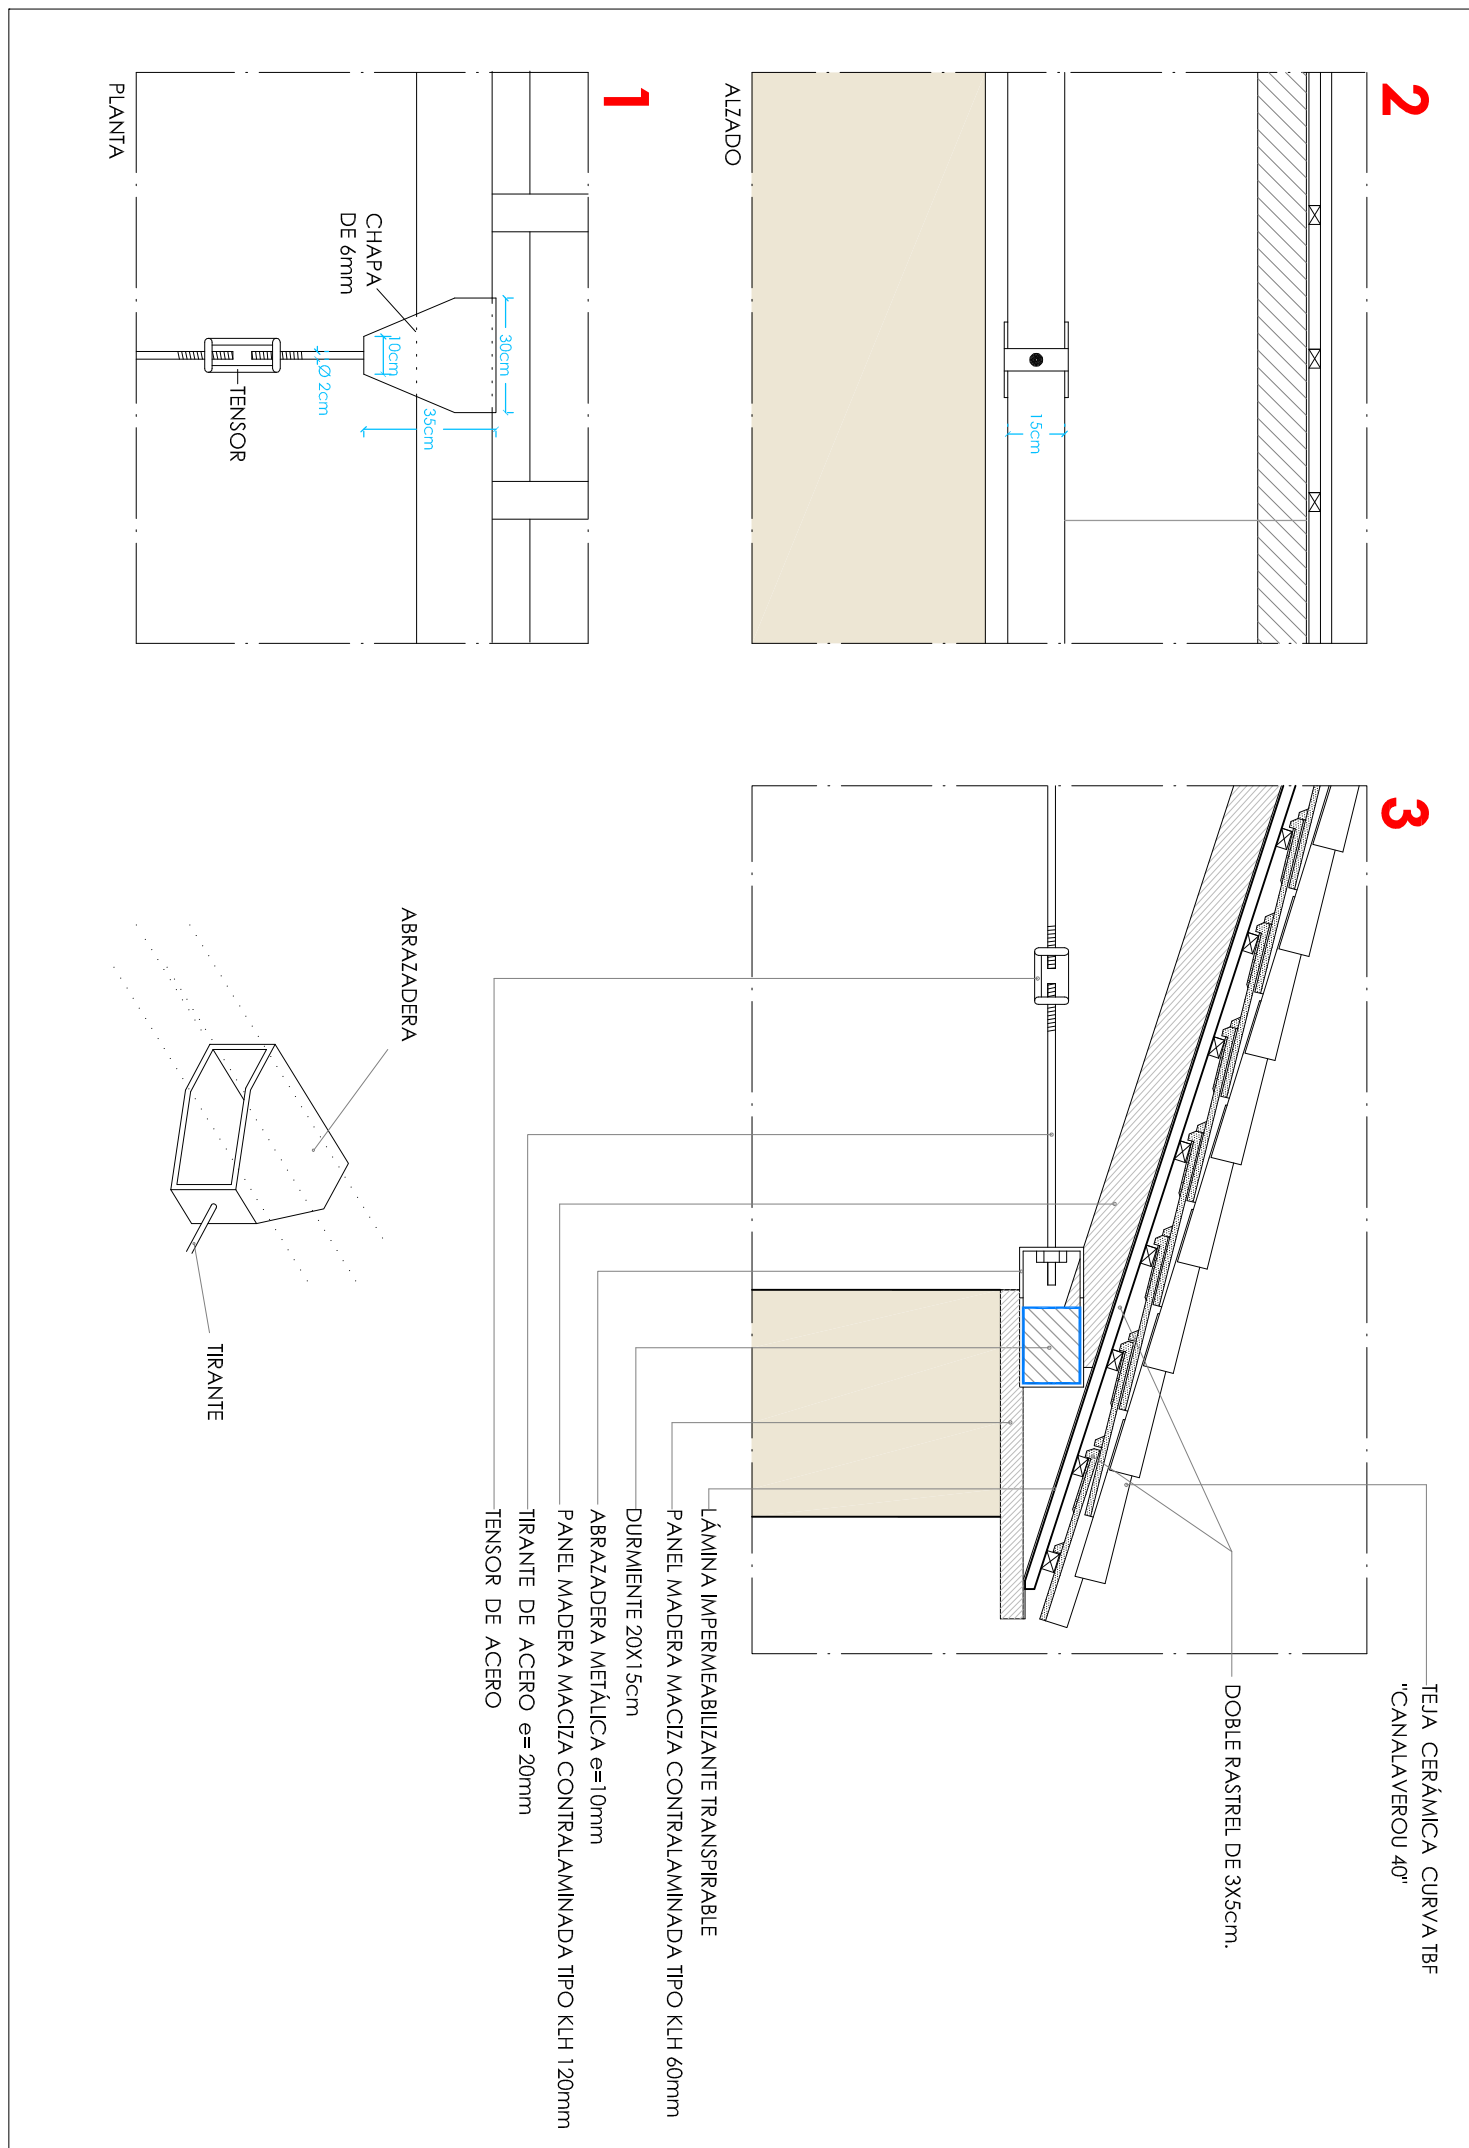 2
ALZADO
15cm
1
PLANTA
CHAPA
DE 6mm
30cm
10cm
35cm
Ø 2cm
TENSOR
3
TEJA CERÁMICA CURVA TBF
"CANALAVEROU 40"
DOBLE RASTREL DE 3X5cm.
LÁMINA IMPERMEABILIZANTE TRANSPIRABLE
PANEL MADERA MACIZA CONTRALAMINADA TIPO KLH 60mm
DURMIENTE 20X15cm
ABRAZADERA METÁLICA e=10mm
PANEL MADERA MACIZA CONTRALAMINADA TIPO KLH 120mm
TIRANTE DE ACERO e= 20mm
TENSOR DE ACERO
ABRAZADERA
TIRANTE